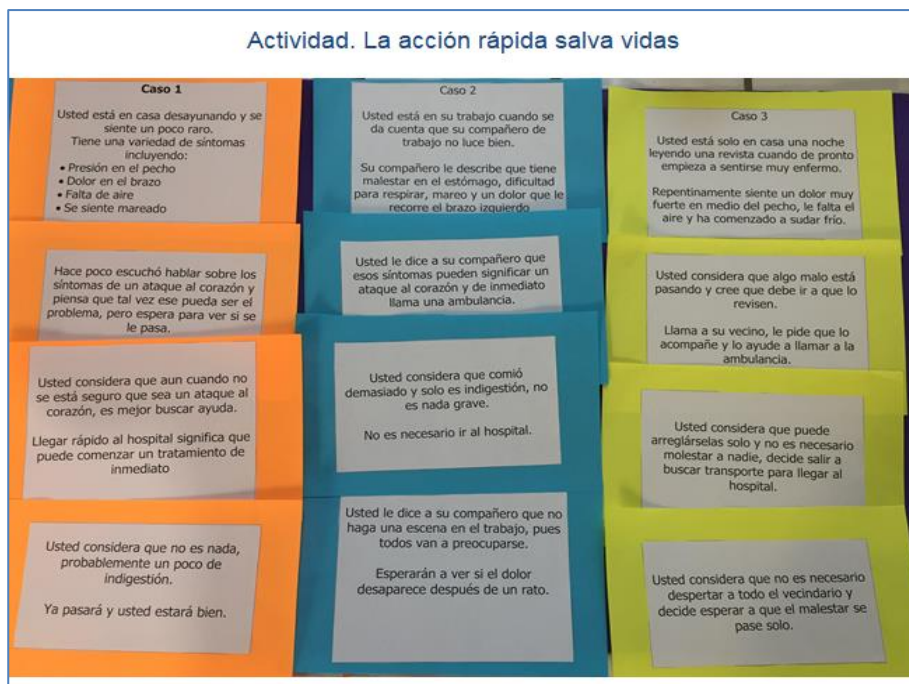 Actividad. La acción rápida salva vidas
Caso 1
Usted está en casa desayunando y se
siente un poco raro.
Tiene una variedad de síntomas
incluyendo:
• Presión en el pecho
• Dolor en el brazo
• Falta de aire
• Se siente mareado
Hace poco escuchó hablar sobre los
síntomas de un ataque al corazón y
piensa que tal vez ese pueda ser el
problema, pero espera para ver si se
le pasa.
Usted considera que aun cuando no
se está seguro que sea un ataque al
corazón, es mejor buscar ayuda.
Llegar rápido al hospital significa que
puede comenzar un tratamiento de
inmediato
Usted considera que no es nada,
probablemente un poco de
indigestión.
Ya pasará y usted estará bien.
Caso 2
Usted está en su trabajo cuando se
da cuenta que su compañero de
trabajo no luce bien.
Su compañero le describe que tiene
malestar en el estómago, dificultad
para respirar, mareo y un dolor que le
recorre el brazo izquierdo
Usted le dice a su compañero que
esos síntomas pueden significar un
ataque al corazón y de inmediato
llama una ambulancia.
Usted considera que comió
demasiado y solo es indigestión, no
es nada grave.
No es necesario ir al hospital.
Usted le dice a su compañero que no
haga una escena en el trabajo, pues
todos van a preocuparse.
Esperarán a ver si el dolor
desaparece después de un rato.
Caso 3
Usted está solo en casa una noche
leyendo una revista cuando de pronto
empieza a sentirse muy enfermo.
Repentinamente siente un dolor muy
fuerte en medio del pecho, le falta el
aire y ha comenzado a sudar frío.
Usted considera que algo malo está
pasando y cree que debe ir a que lo
revisen.
Llama a su vecino, le pide que lo
acompañe y lo ayude a llamar a la
ambulancia.
Usted considera que puede
arreglárselas solo y no es necesario
molestar a nadie, decide salir a
buscar transporte para llegar al
hospital.
Usted considera que no es necesario
despertar a todo el vecindario y
decide esperar a que el malestar se
pase solo.